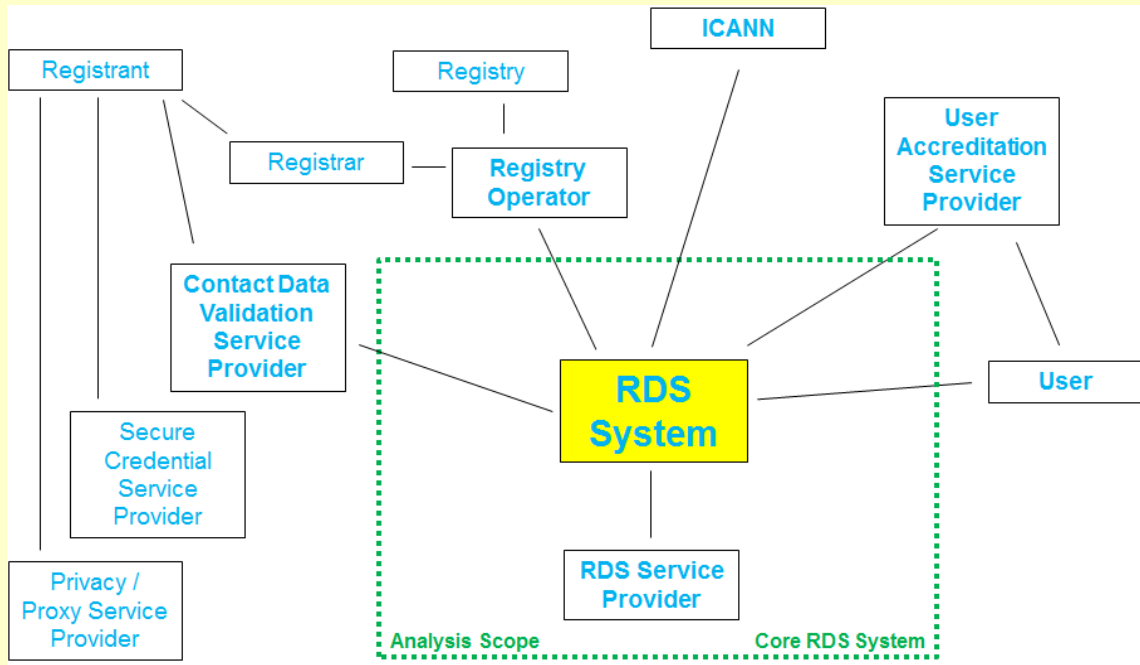 ICANN
Registrant
Registry
User
Accreditation
Service
Provider
Registrar
Registry
Operator
Contact Data
Validation
Service
Provider
RDS
System
User
Secure
Credential
Service
Provider
RDS Service
Provider
Privacy /
Proxy Service
Provider
Analysis Scope
Core RDS System